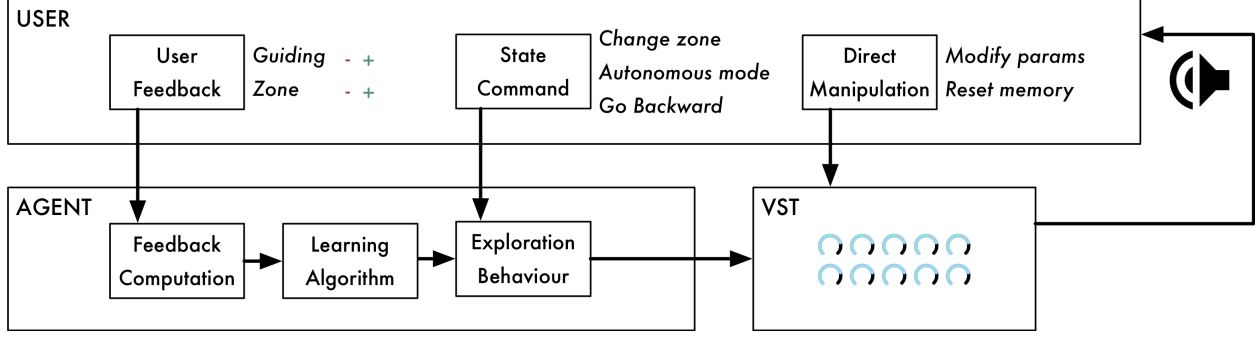 USER
User
Feedback
Guiding - +
Zone - +
State
Command
Change zone
Autonomous mode
Go Backward
Direct
Manipulation
Modify params
Reset memory
AGENT
Feedback
Computation
Learning
Algorithm
Exploration
Behaviour
VST